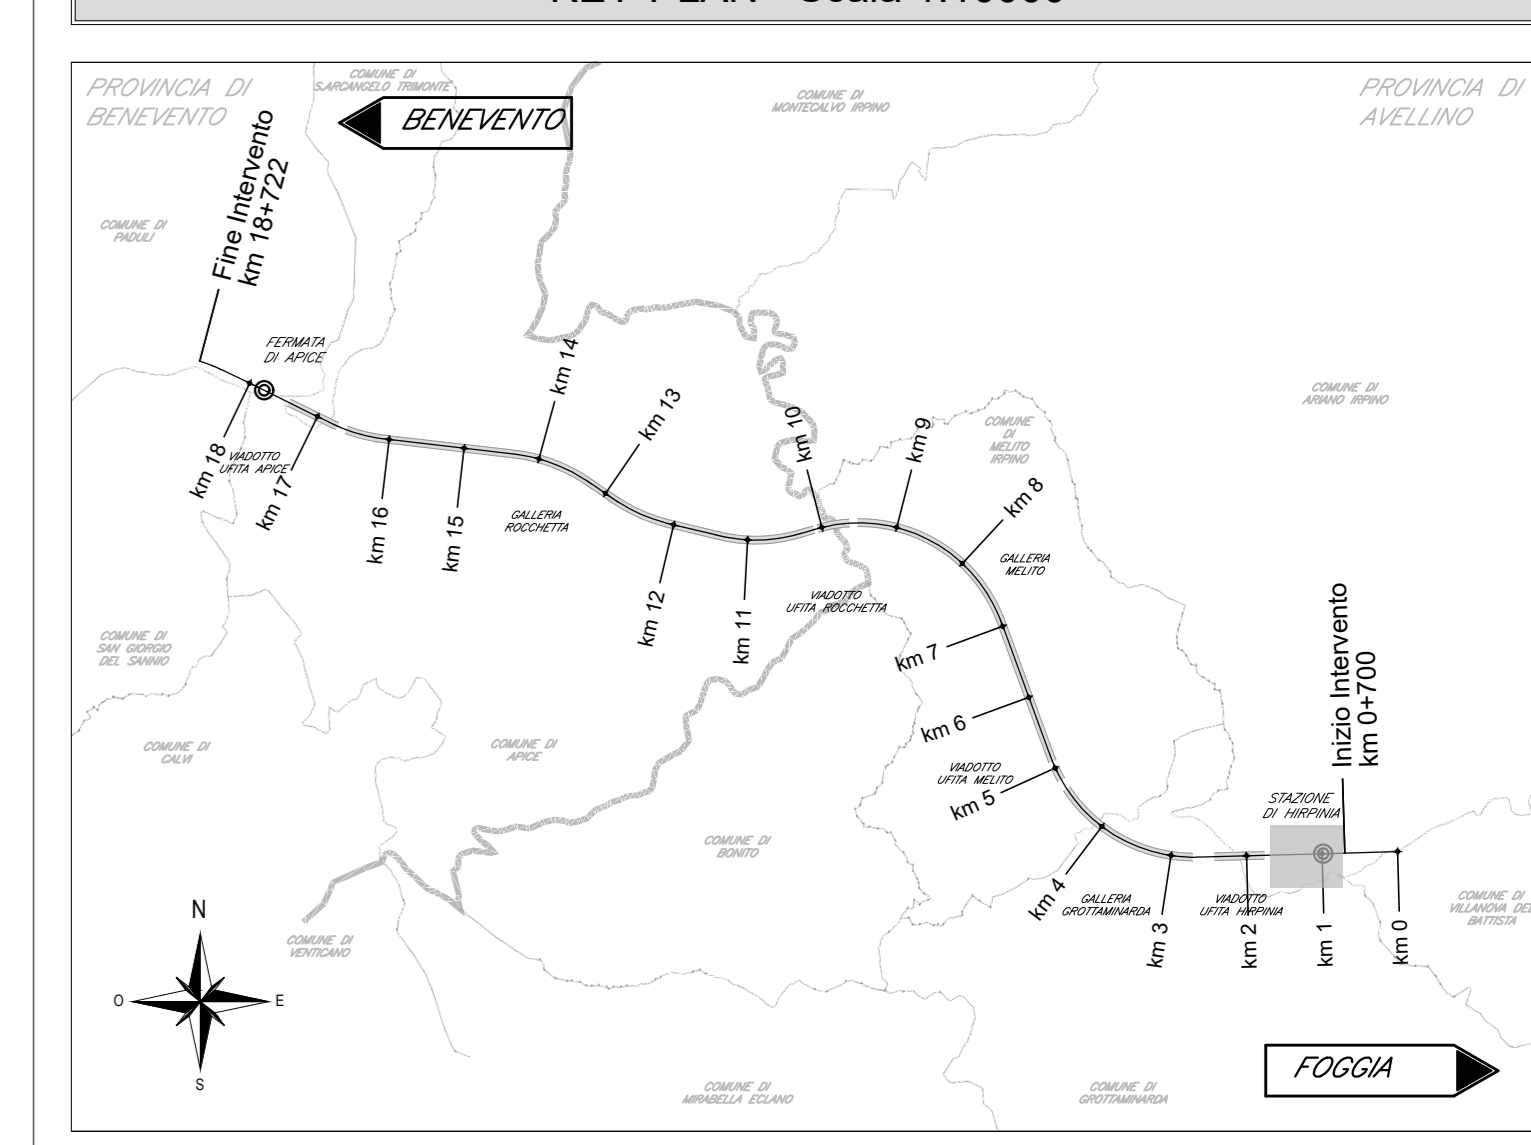 PROVINCIA DI
BENEVENTO
COMUNE DI
S.ARCANGELO TRIMONTE
BENEVENTO
COMUNE DI
MONTECALVO IRPINO
PROVINCIA DI
AVELLINO
Fine Intervento
km 18+722
COMUNE DI
PADULI
FERMATA
DI APICE
km 14
km 13
km 10
km 9
COMUNE
DI
MELITO
IRPINO
COMUNE DI
ARIANO IRPINO
km 18
VIADOTTO
UFITA APICE
km 17
km 16
km 15
GALLERIA
ROCCHETTA
km 8
GALLERIA
MELITO
km 12
km 11
VIADOTTO
UFITA ROCCHETTA
km 7
COMUNE DI
SAN GIORGIO
DEL SANNIO
Inizio Intervento
km 0+700
COMUNE DI
CALVI
COMUNE DI
APICE
km 6
VIADOTTO
UFITA MELITO
km 5
STAZIONE
DI HIRPINIA
COMUNE DI
BONITO
km 4
GALLERIA
GROTTAMINARDA
km 3
VIADOTTO
UFITA HIRPINIA
km 2
km 1
km 0
COMUNE DI
VILLANOVA DEL
BATTISTA
COMUNE DI
VENTICANO
N
O
E
S
FOGGIA
COMUNE DI
MIRABELLA ECLANO
COMUNE DI
GROTTAMINARDA